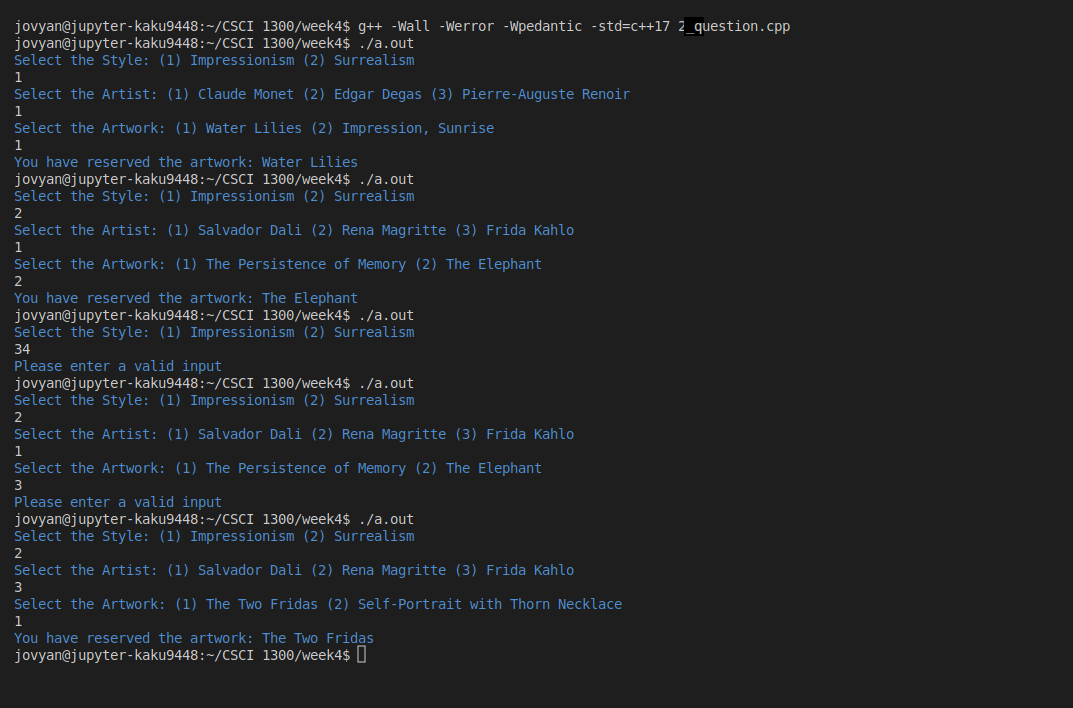 jovyan@jupyter-kaku9448:~/CSCI 1300/week4$ g++ -Wall -Werror -Wpedantic -std=c++17 2_question.cpp
jovyan@jupyter-kaku9448:~/CSCI 1300/week4$ ./a.out
Select the Style: (1) Impressionism (2) Surrealism
1
Select the Artist: (1) Claude Monet (2) Edgar Degas (3) Pierre-Auguste Renoir
1
Select the Artwork: (1) Water Lilies (2) Impression, Sunrise
1
You have reserved the artwork: Water Lilies
jovyan@jupyter-kaku9448:~/CSCI 1300/week4$ ./a.out
Select the Style: (1) Impressionism (2) Surrealism
2
Select the Artist: (1) Salvador Dali (2) Rena Magritte (3) Frida Kahlo
1
Select the Artwork: (1) The Persistence of Memory (2) The Elephant
2
You have reserved the artwork: The Elephant
jovyan@jupyter-kaku9448:~/CSCI 1300/week4$ ./a.out
Select the Style: (1) Impressionism (2) Surrealism
34
Please enter a valid input
jovyan@jupyter-kaku9448:~/CSCI 1300/week4$ ./a.out
Select the Style: (1) Impressionism (2) Surrealism
2
Select the Artist: (1) Salvador Dali (2) Rena Magritte (3) Frida Kahlo
1
Select the Artwork: (1) The Persistence of Memory (2) The Elephant
3
Please enter a valid input
jovyan@jupyter-kaku9448:~/CSCI 1300/week4$ ./a.out
Select the Style: (1) Impressionism (2) Surrealism
2
Select the Artist: (1) Salvador Dali (2) Rena Magritte (3) Frida Kahlo
3
Select the Artwork: (1) The Two Fridas (2) Self-Portrait with Thorn Necklace
1
You have reserved the artwork: The Two Fridas
jovyan@jupyter-kaku9448:~/CSCI 1300/week4$